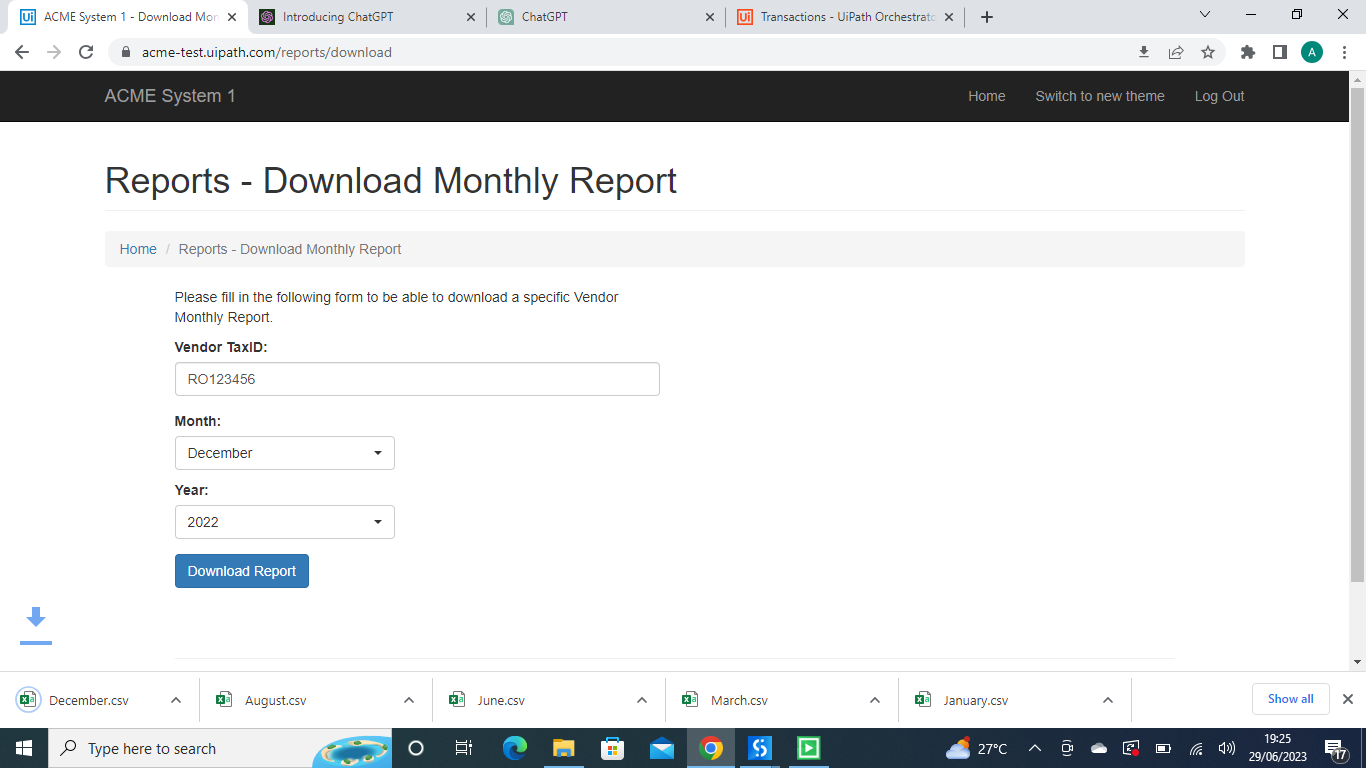 ACME System 1 - Download Mon
Introducing ChatGPT
ChatGPT
Transactions - UiPath Orchestrato
acme-test.uipath.com/reports/download
A
ACME System 1
Home
Switch to new theme
Log Out
Reports - Download Monthly Report
Home / Reports - Download Monthly Report
Please fill in the following form to be able to download a specific Vendor
Monthly Report.
Vendor TaxID:
RO123456
Month:
December
Year:
2022
Download Report
December.csv
August.csv
June.csv
March.csv
January.csv
Show all
Type here to search
27°C
19:25
29/06/2023
17